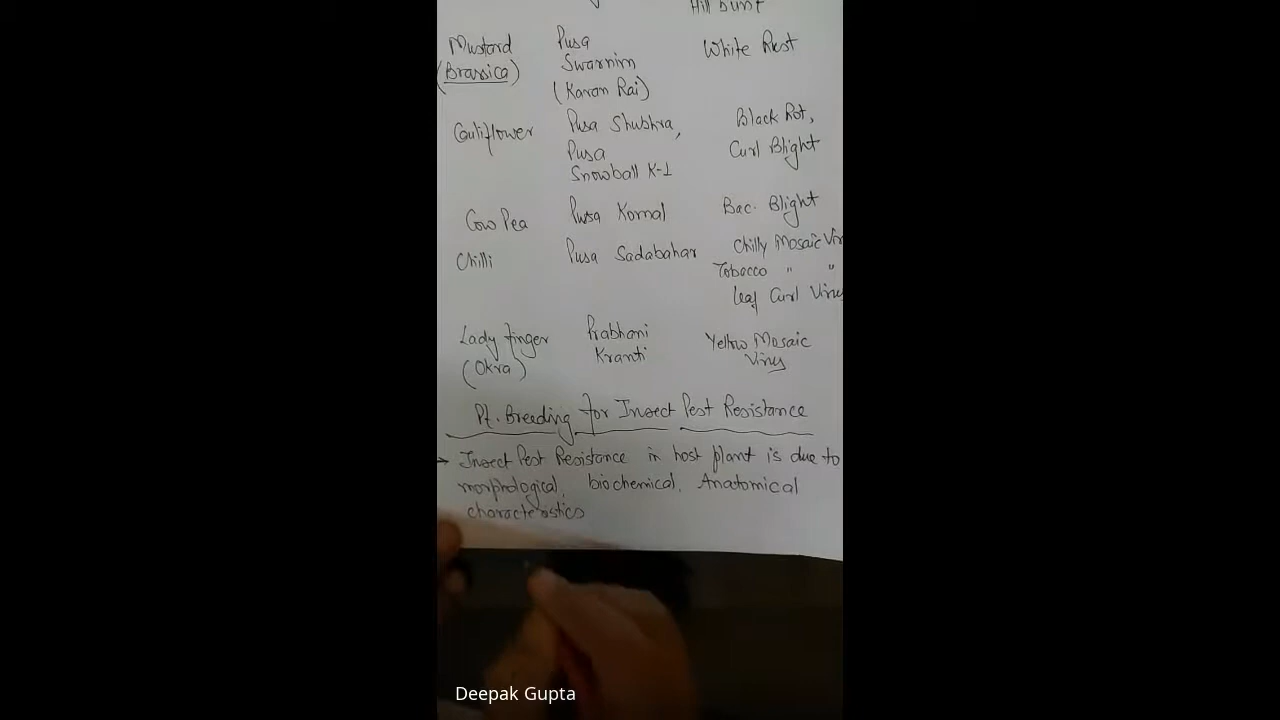 Hill bunt
Mustard Pusa White Rust
(Brassica) Swarnim
(Karan Rai)
Cauliflower Pusa Shubhra, Black Rot,
Pusa Curl Blight
Snowball K-1
Cow Pea Pusa Komal Bac. Blight
Chilli Pusa Sadabahar Chilly Mosaic Vir
Tobacco " "
Leaf Curl Virus
Lady finger Prabhani Yellow Mosaic
(Okra) Kranti Virus
Pt. Breeding for Insect Pest Resistance
→ Insect Pest Resistance in host plant is due to
morphological, biochemical, Anatomical
characteristics
Deepak Gupta